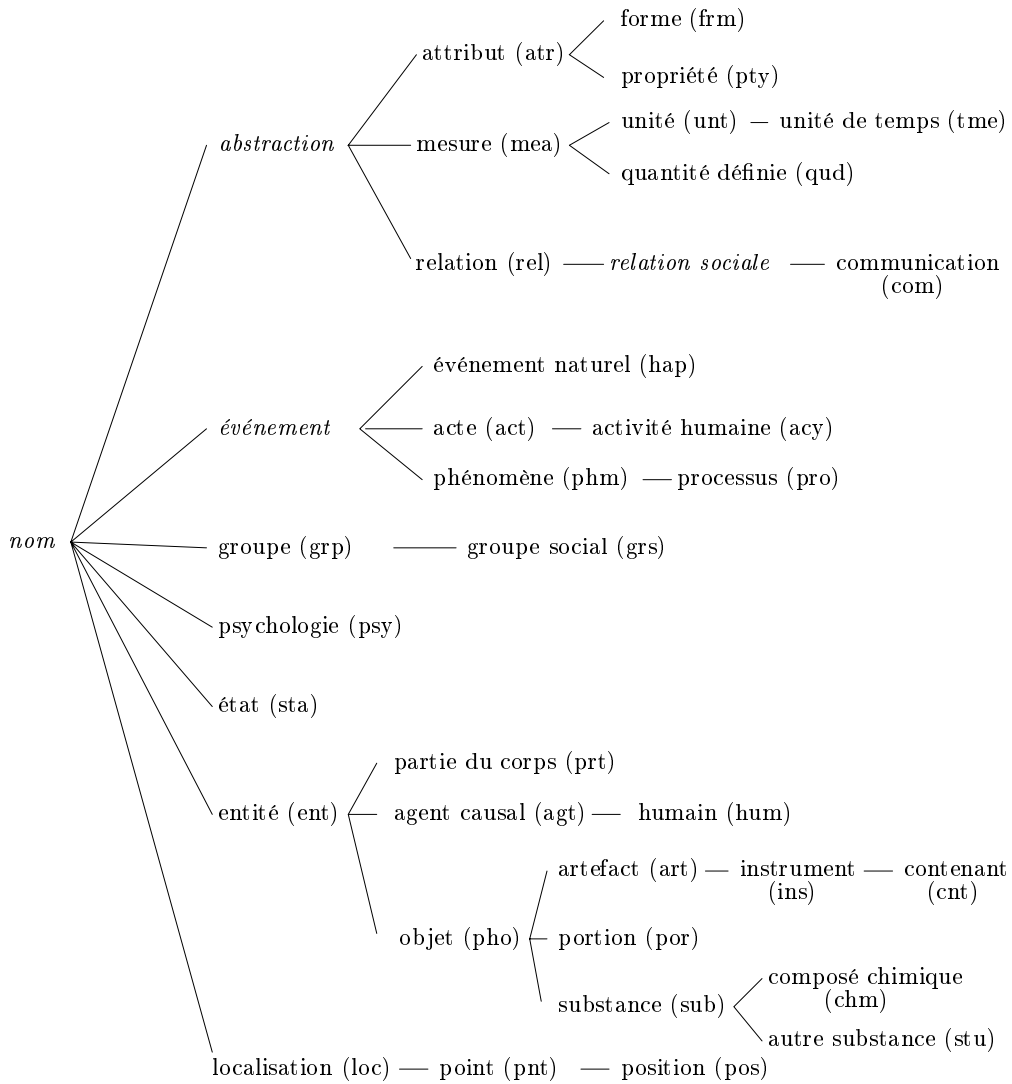 forme (frm)
attribut (atr)
propriété (pty)
unité (unt) — unité de temps (tme)
abstraction
mesure (mea)
quantité définie (qud)
relation (rel) — relation sociale — communication
(com)
événement naturel (hap)
événement
acte (act) — activité humaine (acy)
phénomène (phm) — processus (pro)
nom
groupe (grp) — groupe social (grs)
psychologie (psy)
état (sta)
partie du corps (prt)
entité (ent)
agent causal (agt) — humain (hum)
artefact (art) — instrument — contenant
(ins)
(cnt)
objet (pho)
portion (por)
composé chimique
(chm)
substance (sub)
autre substance (stu)
localisation (loc) — point (pnt) — position (pos)